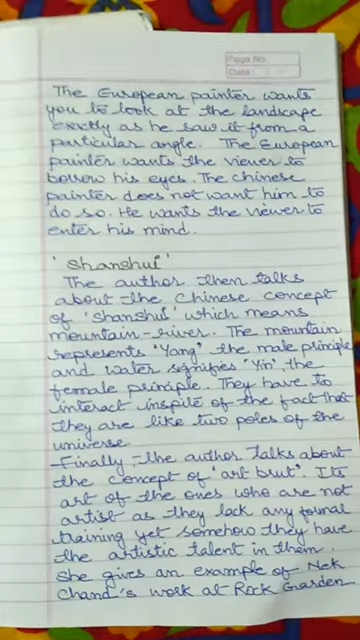 Page No.
Date:
The European painter wants
you to look at the landscape
exactly as he saw it from a
particular angle. The European
painter wants the viewer to
borrow his eyes. The Chinese
painter does not want him to
do so. He wants the viewer to
enter his mind.
'Shanshui'
The author then talks
about the Chinese concept
of 'Shanshui' which means
mountain-river. The mountain
represents "Yang" the male principle
and water signifies "Yin", the
female principle. They have to
interact inspite of the fact that
they are like two poles of the
universe.
Finally, the author talks about
the concept of "art brut". Its
art of the ones who are not
artist as they lack any formal
training yet somehow they have
the artistic talent in them.
She gives an example of Nek
Chand's work at Rock Garden